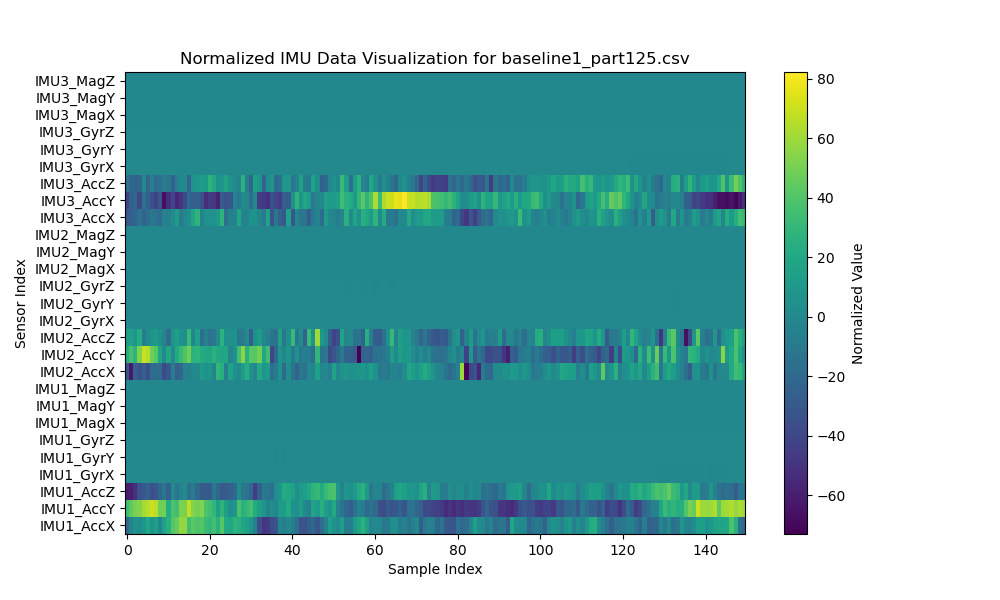 Normalized IMU Data Visualization for baseline1_part125.csv
IMU3_MagZ
IMU3_MagY
IMU3_MagX
IMU3_GyrZ
IMU3_GyrY
IMU3_GyrX
IMU3_AccZ
IMU3_AccY
IMU3_AccX
IMU2_MagZ
IMU2_MagY
IMU2_MagX
IMU2_GyrZ
IMU2_GyrY
IMU2_GyrX
IMU2_AccZ
IMU2_AccY
IMU2_AccX
IMU1_MagZ
IMU1_MagY
IMU1_MagX
IMU1_GyrZ
IMU1_GyrY
IMU1_GyrX
IMU1_AccZ
IMU1_AccY
IMU1_AccX
Sensor Index
0 20 40 60 80 100 120 140
Sample Index
80
60
40
20
0
−20
−40
−60
Normalized Value